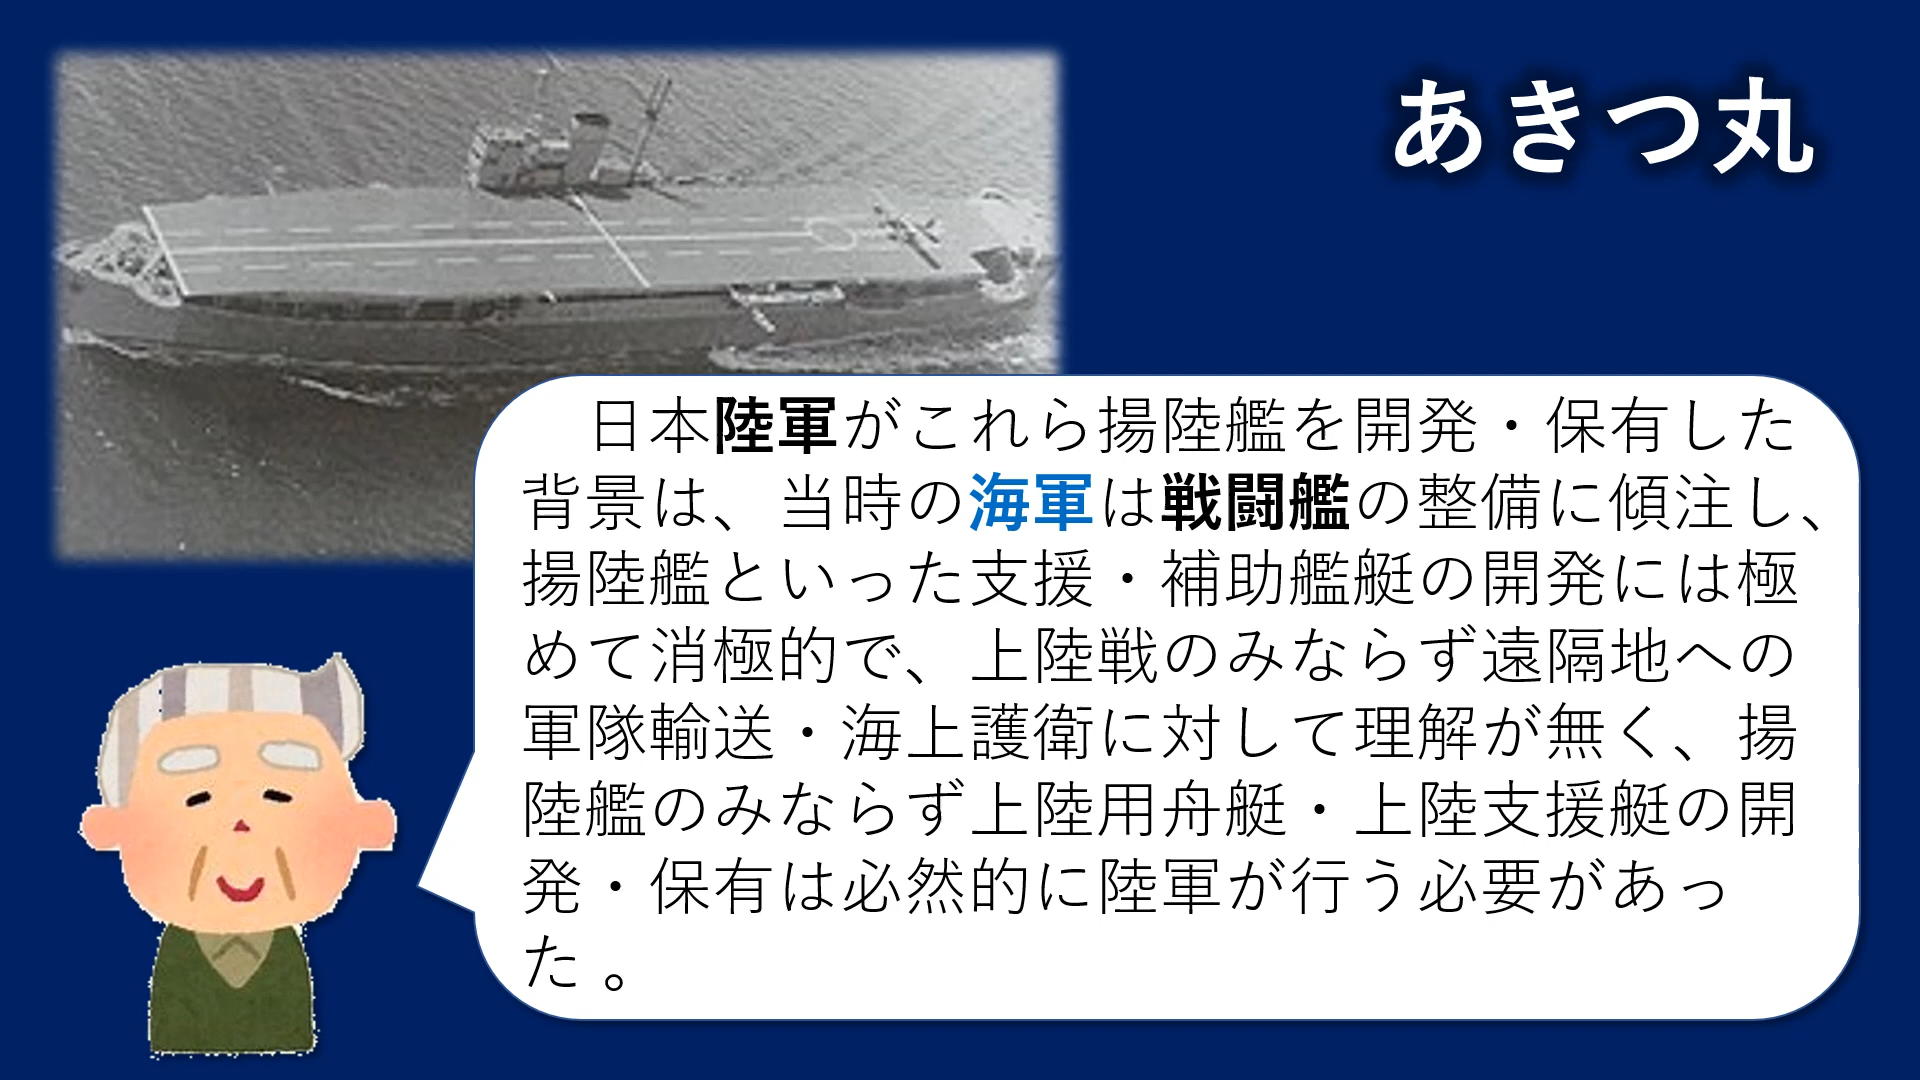 あきつ丸
日本陸軍がこれら揚陸艦を開発・保有した
背景は、当時の海軍は戦闘艦の整備に傾注し、
揚陸艦といった支援・補助艦艇の開発には極
めて消極的で、上陸戦のみならず遠隔地への
軍隊輸送・海上護衛に対して理解が無く、揚
陸艦のみならず上陸用舟艇・上陸支援艇の開
発・保有は必然的に陸軍が行う必要があっ
た 。